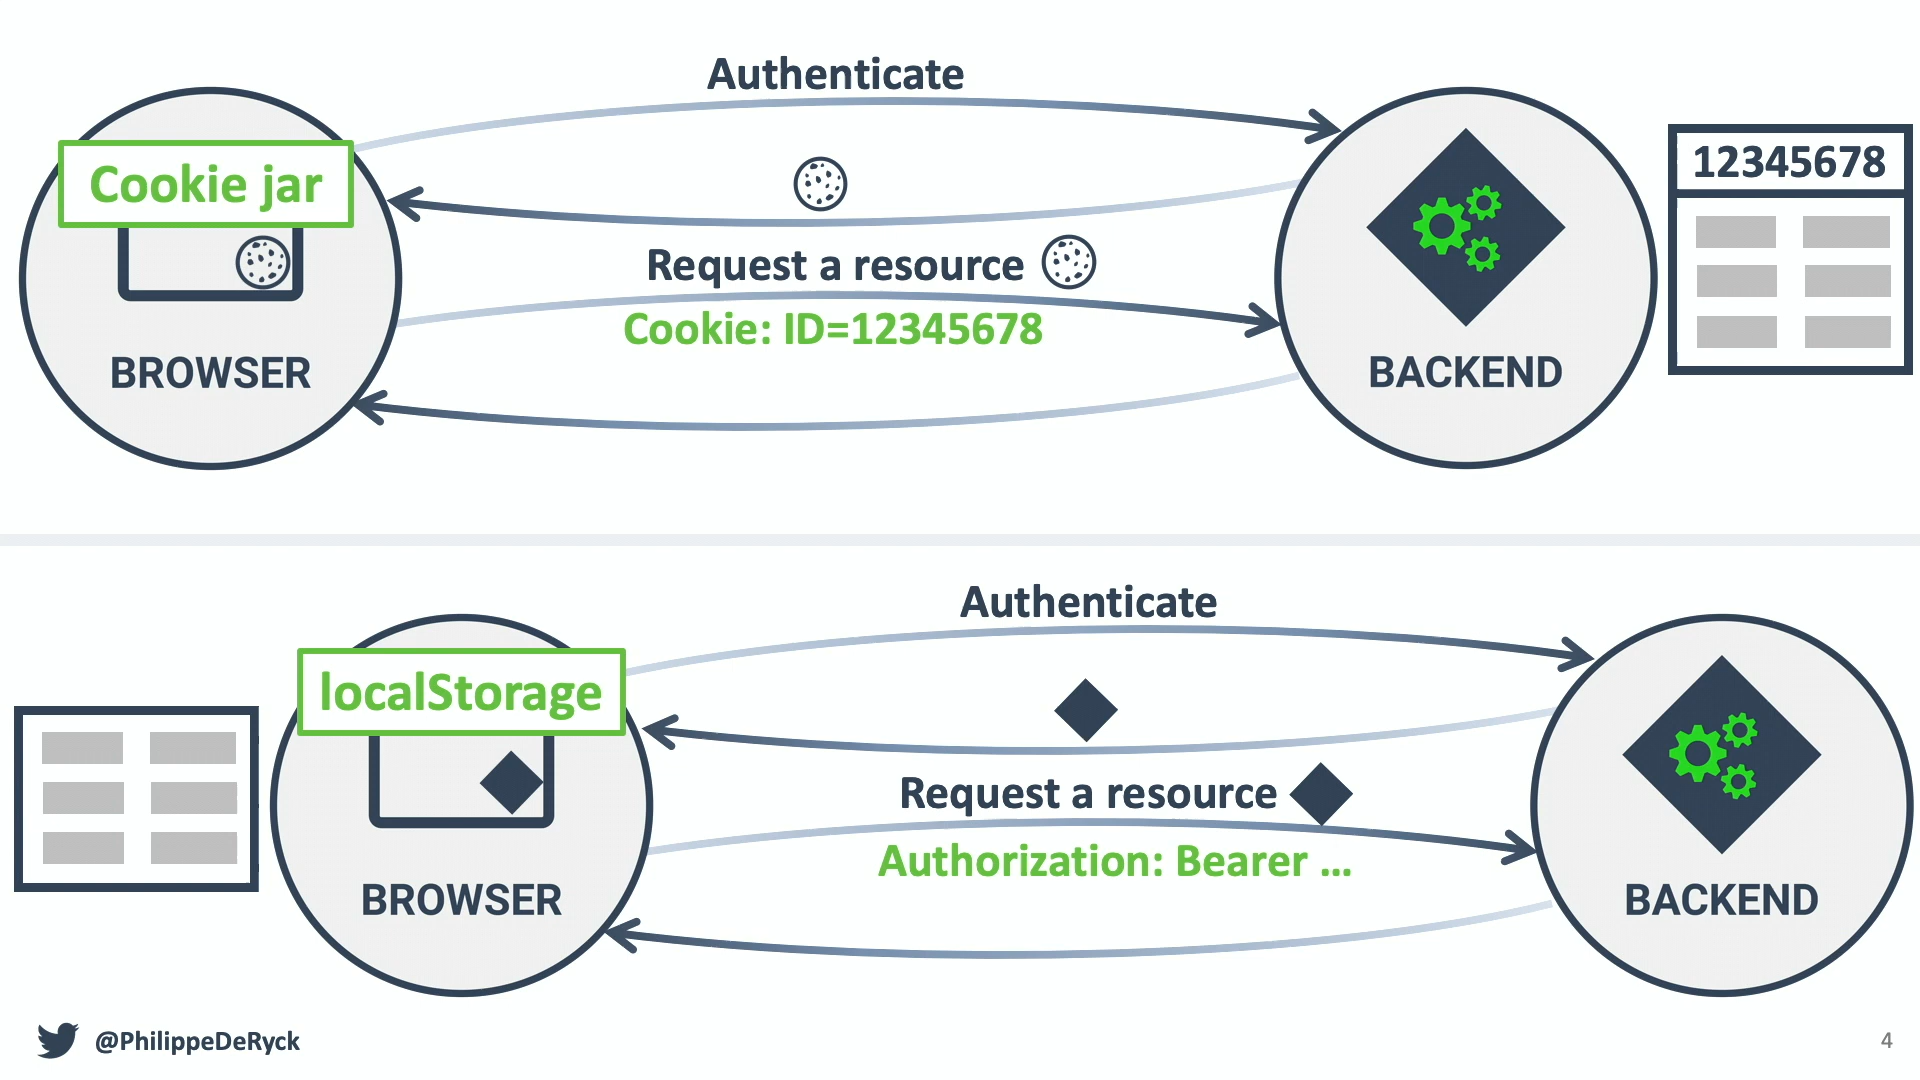 Authenticate
Cookie jar
12345678
Request a resource
Cookie: ID=12345678
BROWSER
BACKEND
Authenticate
localStorage
Request a resource
Authorization: Bearer ...
BROWSER
BACKEND
@PhilippeDeRyck
4